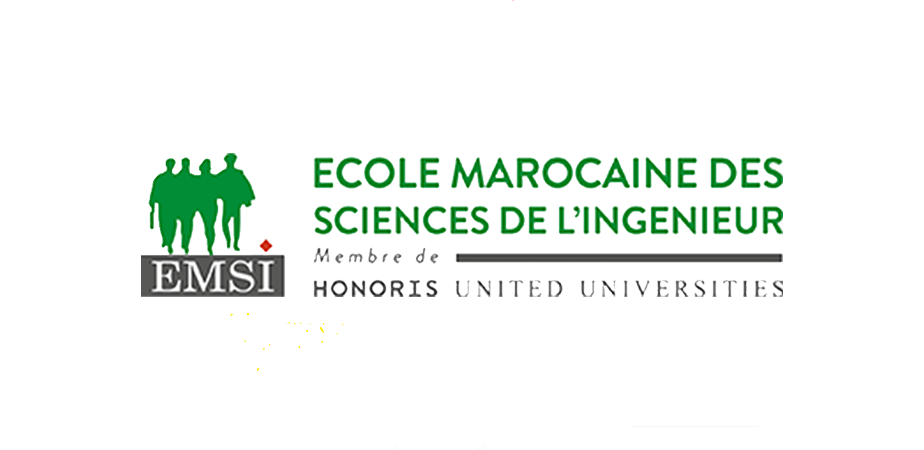 EMSI
ECOLE MAROCAINE DES
SCIENCES DE L'INGENIEUR
Membre de
HONORIS UNITED UNIVERSITIES